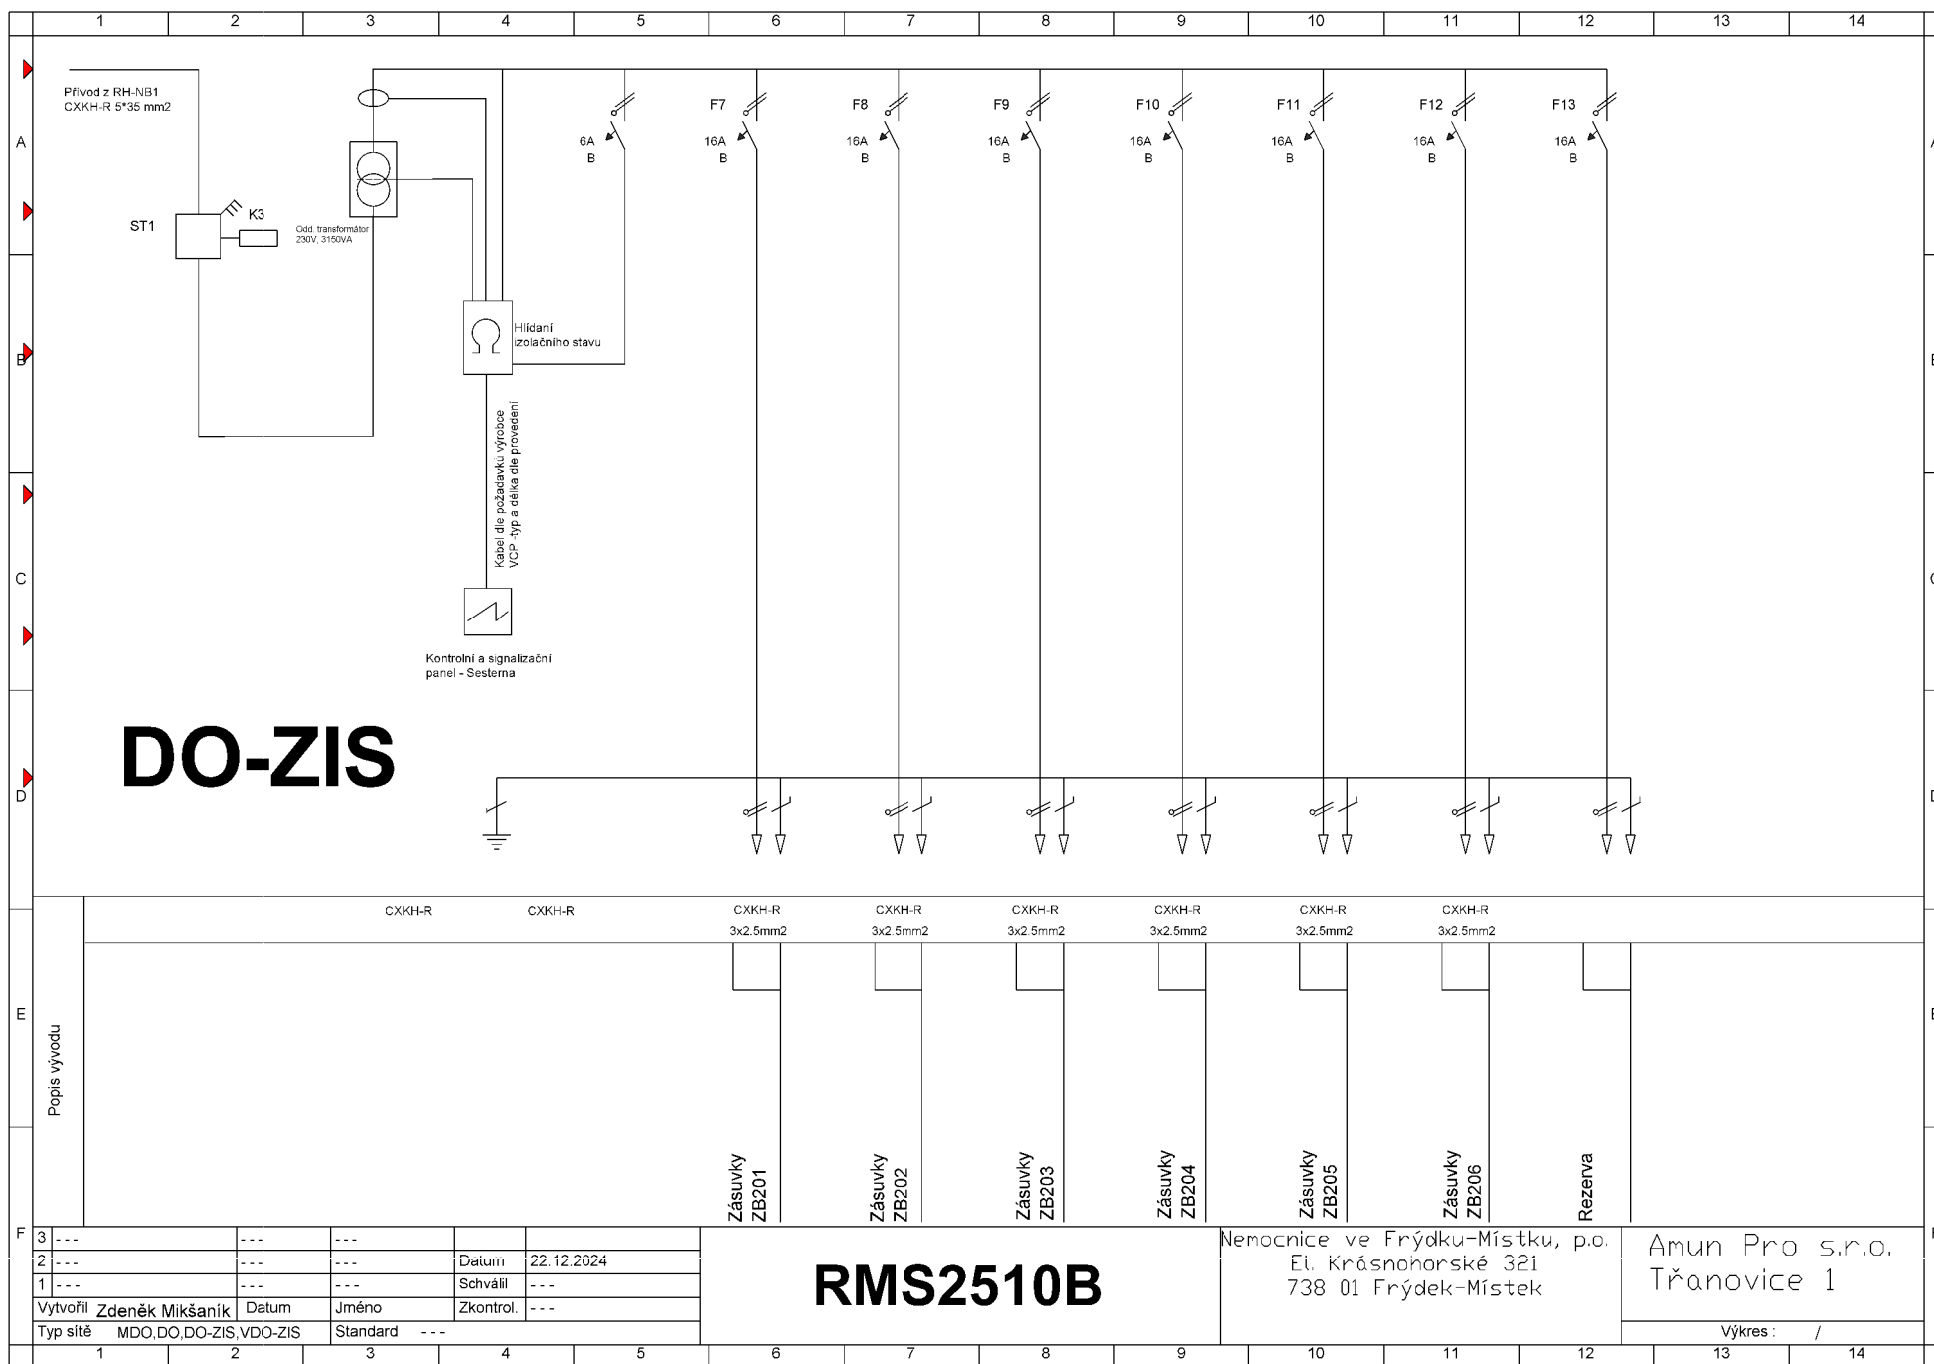 1 2 3 4 5 6 7 8 9 10 11 12 13 14
Přívod z RH-NB1
CXKH-R 5*35 mm2
A
ST1
K3
Odd. transformátor
230V, 3150VA
6A
B
F7
16A
B
F8
16A
B
F9
16A
B
F10
16A
B
F11
16A
B
F12
16A
B
F13
16A
B
B
Hlídaní
izolačního stavu
Kabel dle požadavků výrobce
VCP -typ a délka dle provedení
C
Kontrolní a signalizační
panel - Sesterna
DO-ZIS
D
CXKH-R CXKH-R CXKH-R CXKH-R CXKH-R CXKH-R CXKH-R CXKH-R
3x2.5mm2 3x2.5mm2 3x2.5mm2 3x2.5mm2 3x2.5mm2 3x2.5mm2
E
Popis vývodu
Zásuvky
ZB201
Zásuvky
ZB202
Zásuvky
ZB203
Zásuvky
ZB204
Zásuvky
ZB205
Zásuvky
ZB206
Rezerva
F
3 --- --- ---
2 --- --- --- Datum 22.12.2024
1 --- --- --- Schválil ---
Vytvořil Zdeněk Mikšaník Datum Jméno Zkontrol. ---
Typ sítě MDO,DO,DO-ZIS,VDO-ZIS Standard ---
RMS2510B
Nemocnice ve Frýdku-Místku, p.o.
El. Krásnohorské 321
738 01 Frýdek-Místek
Amun Pro s.r.o.
Třanovice 1
Výkres : /
1 2 3 4 5 6 7 8 9 10 11 12 13 14